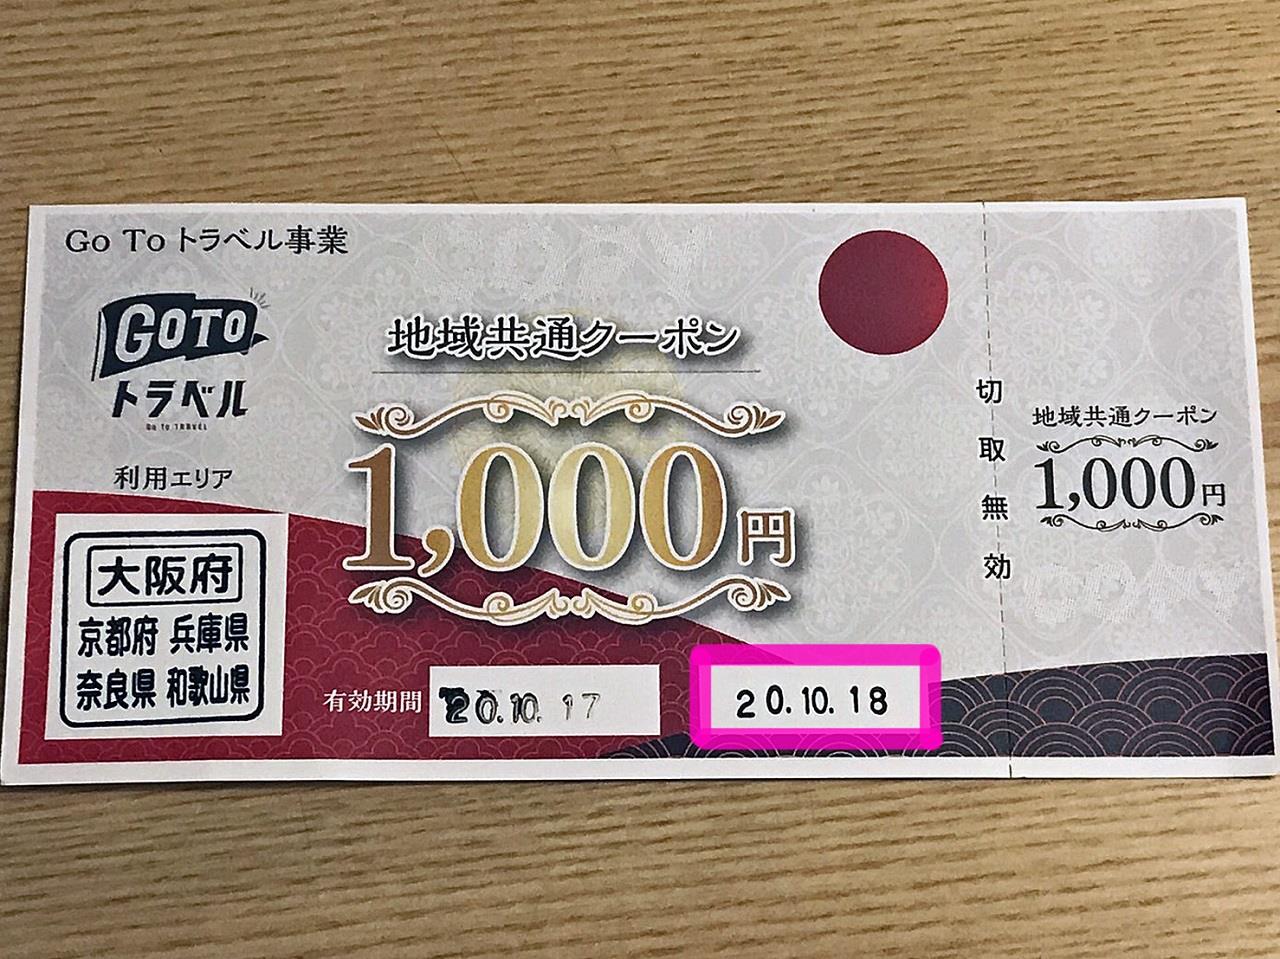 Go To トラベル事業
GOTO
トラベル
Go To TRAVEL
利用エリア
大阪府
京都府 兵庫県
奈良県 和歌山県
地域共通クーポン
1,000円
有効期間 20.10.17
20.10.18
切取無効
地域共通クーポン
1,000円